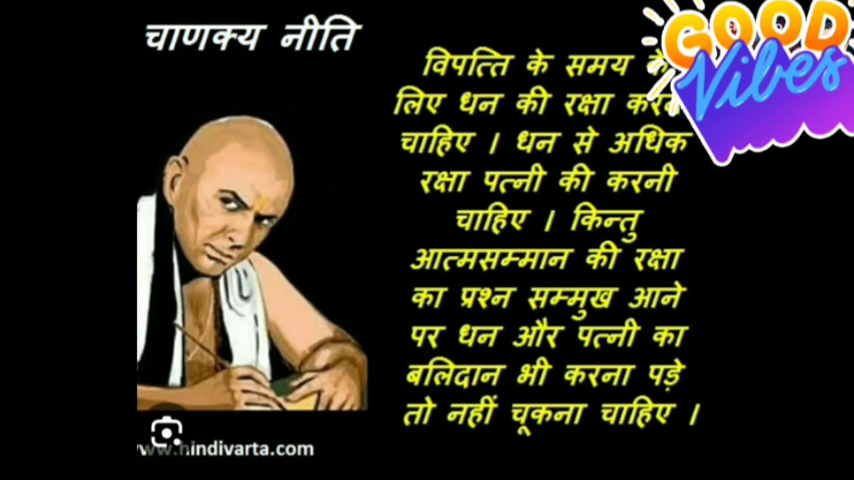 चाणक्य नीति
GOOD
Vibes
विपत्ति के समय के
लिए धन की रक्षा
चाहिए । धन से अधिक
रक्षा पत्नी की करनी
चाहिए । किन्तु
आत्मसम्मान की रक्षा
का प्रश्न सम्मुख आने
पर धन और पत्नी का
बलिदान भी करना पड़े
तो नहीं चूकना चाहिए ।
www.hindivarta.com